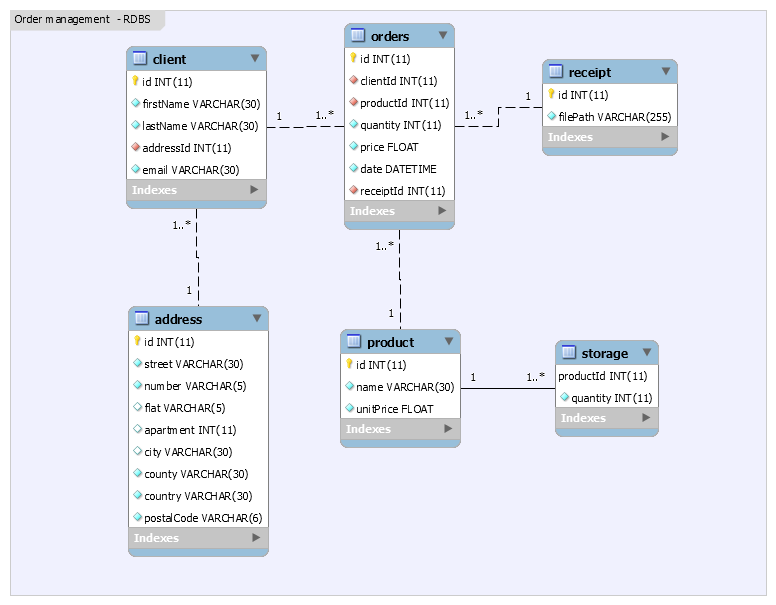 Order management - RDBS
client
id INT(11)
firstName VARCHAR(30)
lastName VARCHAR(30)
addressId INT(11)
email VARCHAR(30)
Indexes
1
1..*
orders
id INT(11)
clientId INT(11)
productId INT(11)
quantity INT(11)
price FLOAT
date DATETIME
receiptId INT(11)
Indexes
1..*
1
receipt
id INT(11)
filePath VARCHAR(255)
Indexes
1..*
1
address
id INT(11)
street VARCHAR(30)
number VARCHAR(5)
flat VARCHAR(5)
apartment INT(11)
city VARCHAR(30)
county VARCHAR(30)
country VARCHAR(30)
postalCode VARCHAR(6)
Indexes
1..*
1
product
id INT(11)
name VARCHAR(30)
unitPrice FLOAT
Indexes
1
1..*
storage
productId INT(11)
quantity INT(11)
Indexes